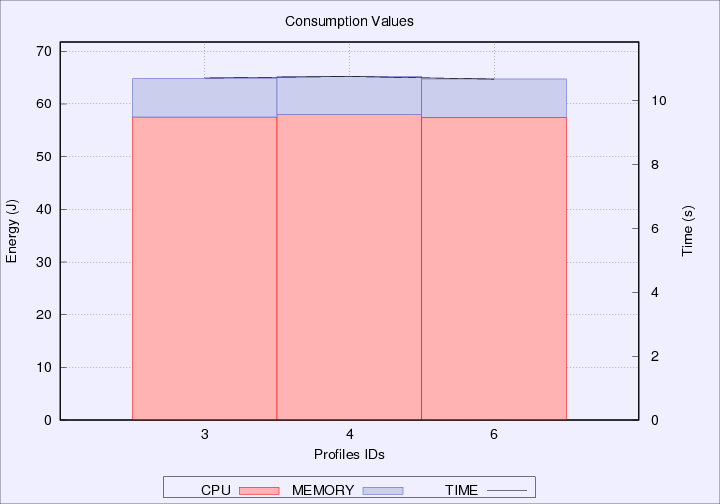 Consumption Values
70
60
50
40
30
20
10
0
Energy (J)
10
8
6
4
2
0
Time (s)
3 4 6
Profiles IDs
CPU MEMORY TIME